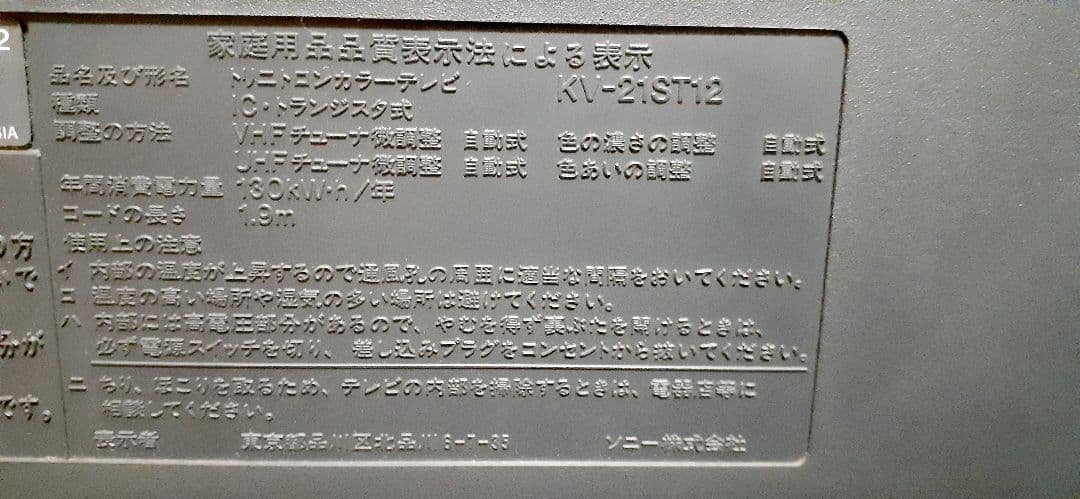 2
SIA
の方
いで
分が
です。
家庭用品品質表示法による表示
品名及び形名 トリニトロンカラーテレビ KV-21ST12
種類 IC・トランジスタ式
調整の方法 VHFチューナ微調整 自動式 色の濃さの調整 自動式
UHFチューナ微調整 自動式 色あいの調整 自動式
年間消費電力量 130kW・h/年
コードの長さ 1.9m
使用上の注意
イ 内部の温度が上昇するので通風孔の周囲に適当な間隔をおいてください。
ロ 温度の高い場所や湿気の多い場所は避けてください。
ハ 内部には高電圧部分があるので、やむを得ず裏ぶたを開けるときは、
必ず電源スイッチを切り、差し込みプラグをコンセントから抜いてください。
ニ ちり、ほこりを取るため、テレビの内部を掃除するときは、電器店等に
相談してください。
表示者 東京都品川区北品川6-7-35 ソニー株式会社